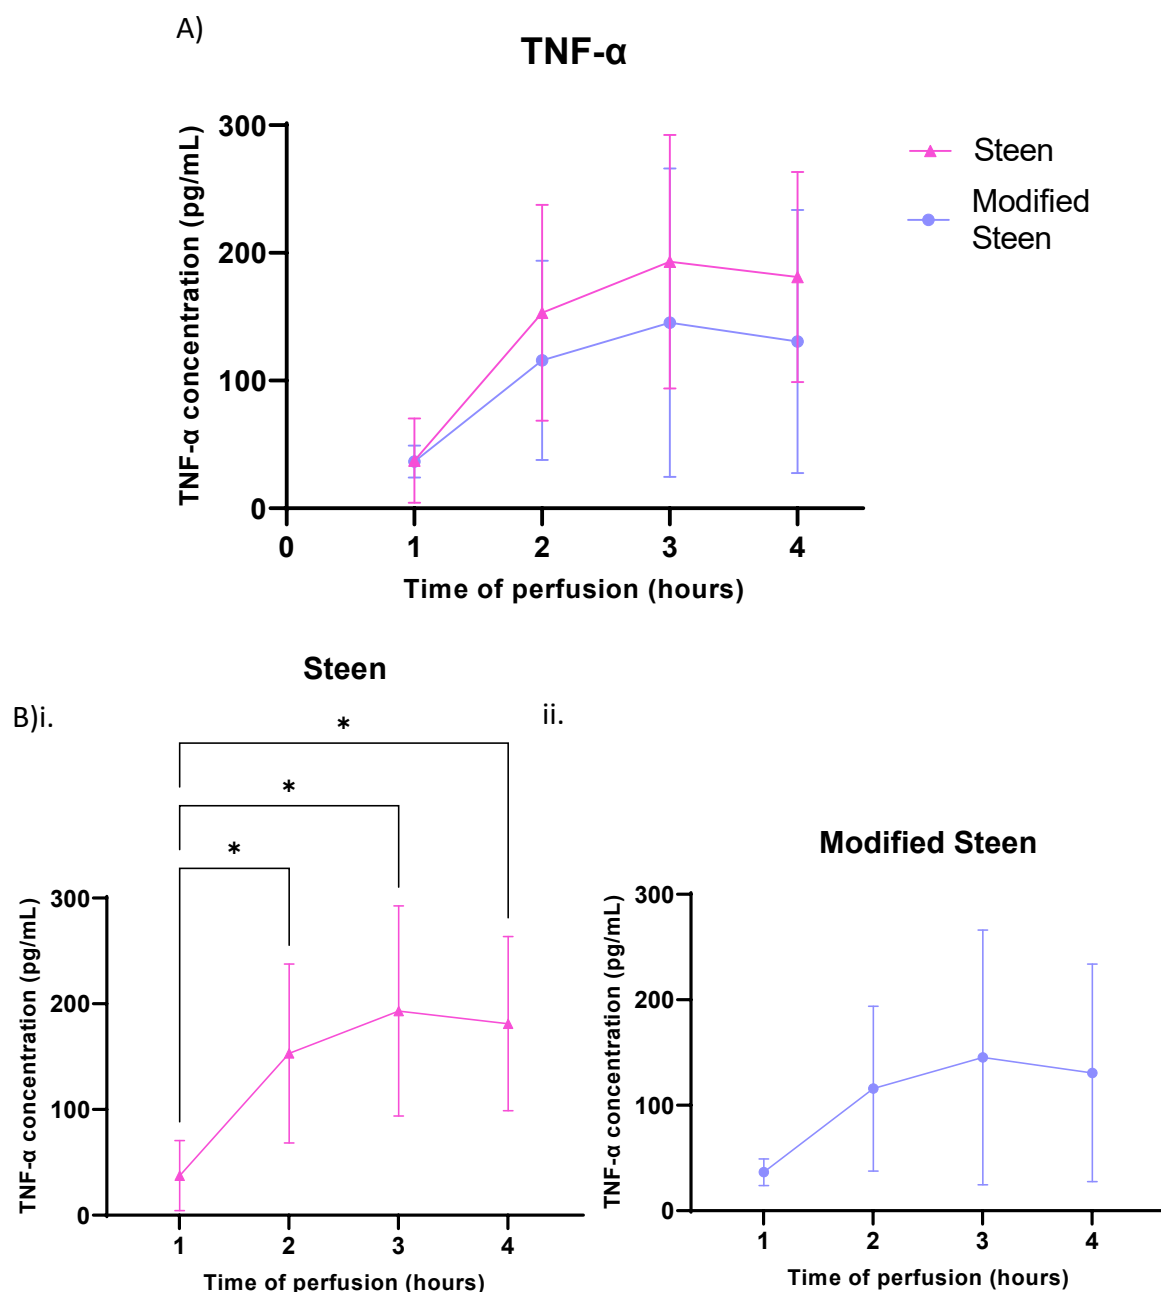 A)
TNF-α
300
200
100
0
TNF-α concentration (pg/mL)
0 1 2 3 4
Time of perfusion (hours)
Steen
Modified
Steen
B)i.
Steen
*
*
*
300
200
100
0
TNF-α concentration (pg/mL)
1 2 3 4
Time of perfusion (hours)
ii.
Modified Steen
300
200
100
0
TNF-α concentration (pg/mL)
1 2 3 4
Time of perfusion (hours)